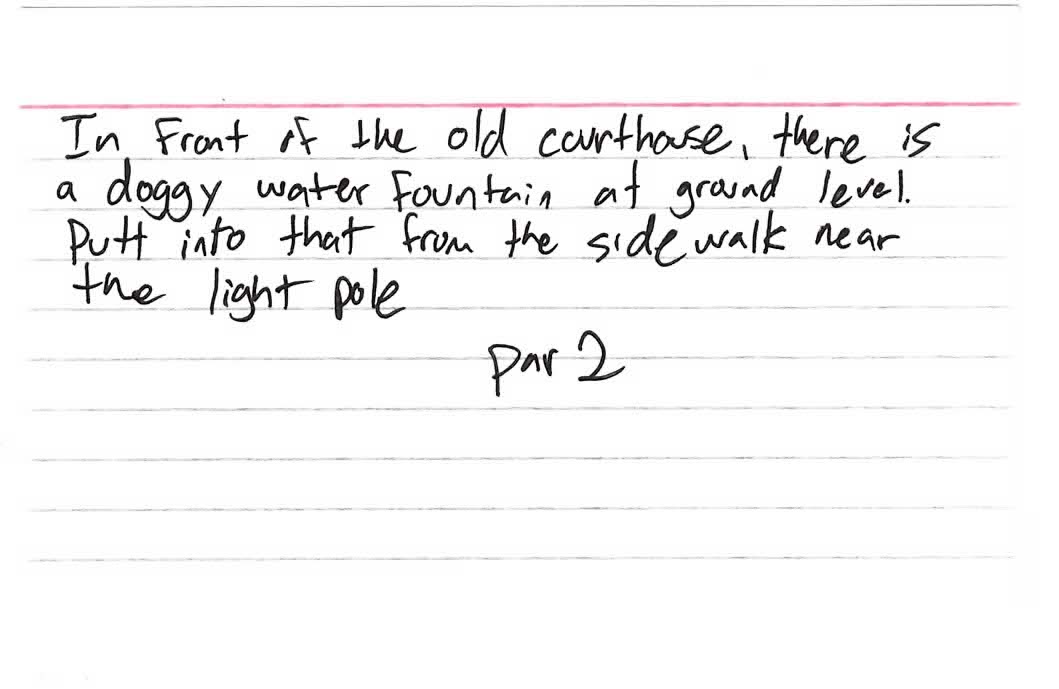 In Front of the old courthouse, there is
a doggy water Fountain at ground level.
Putt into that from the sidewalk near
the light pole
par 2